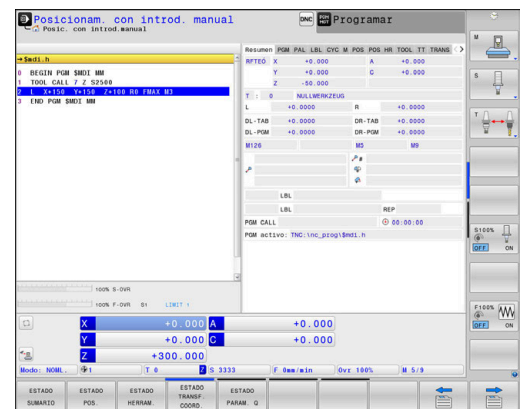 Posicionam. con introd. manual
Posic. con introd.manual
DNC
Programar
Resumen PGM PAL LBL CYC M POS POS HR TOOL TT TRANS
→$mdi.h
0 BEGIN PGM $MDI MM
1 TOOL CALL 7 Z S2500
2 L X+150 Y+150 Z+100 R0 FMAX M3
3 END PGM $MDI MM
RFTEÓ X +0.000 A +0.000
Y +0.000 C +0.000
Z -50.000
T : 0 NULLWERKZEUG
L +0.0000 R +0.0000
DL-TAB +0.0000 DR-TAB +0.0000
DL-PGM +0.0000 DR-PGM +0.0000
M126 M5 M9
LBL
LBL REP
PGM CALL 00:00:00
PGM activo: TNC:\nc_prog\$mdi.h
100% S-OVR
100% F-OVR S1 LIMIT 1
X +0.000 A +0.000
Y +0.000 C +0.000
Z +300.000
Modo: NOML. 1 T 0 Z S 3333 F 0mm/min Ovr 100% M 5/9
ESTADO SUMARIO
ESTADO POS.
ESTADO HERRAM.
ESTADO TRANSF. COORD.
ESTADO PARAM. Q
M
S
T
S100%
OFF ON
F100%
OFF ON